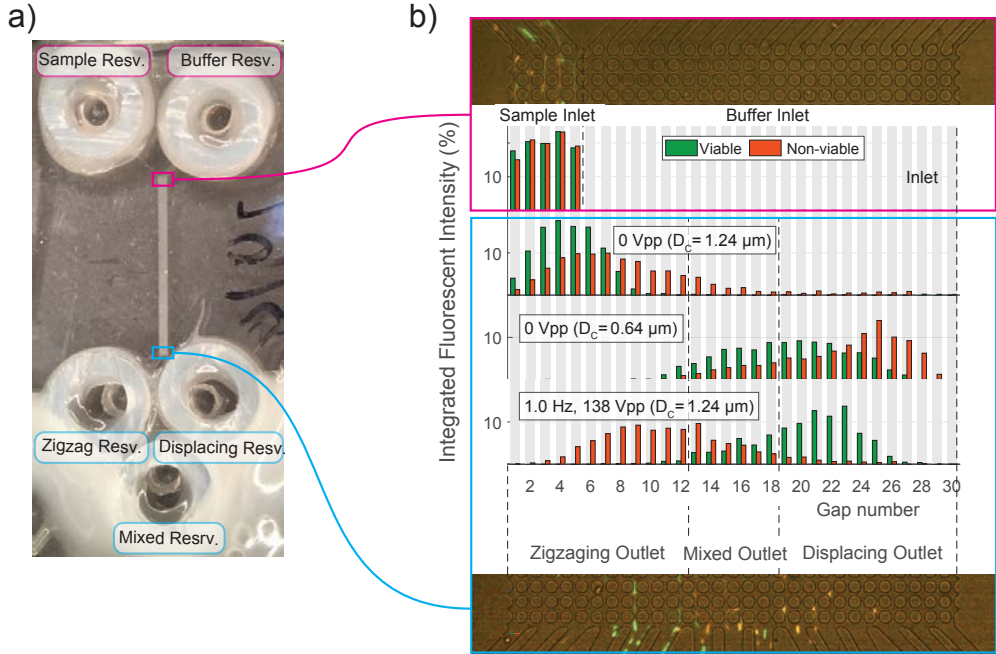 a)
Sample Resv.
Buffer Resv.
Zigzag Resv.
Displacing Resv.
Mixed Resrv.
b)
Sample Inlet
Buffer Inlet
Viable
Non-viable
Inlet
10
0 Vpp (D_C= 1.24 µm)
10
0 Vpp (D_C= 0.64 µm)
10
1.0 Hz, 138 Vpp (D_C= 1.24 µm)
10
Integrated Fluorescent Intensity (%)
2 4 6 8 10 12 14 16 18 20 22 24 26 28 30
Gap number
Zigzaging Outlet
Mixed Outlet
Displacing Outlet